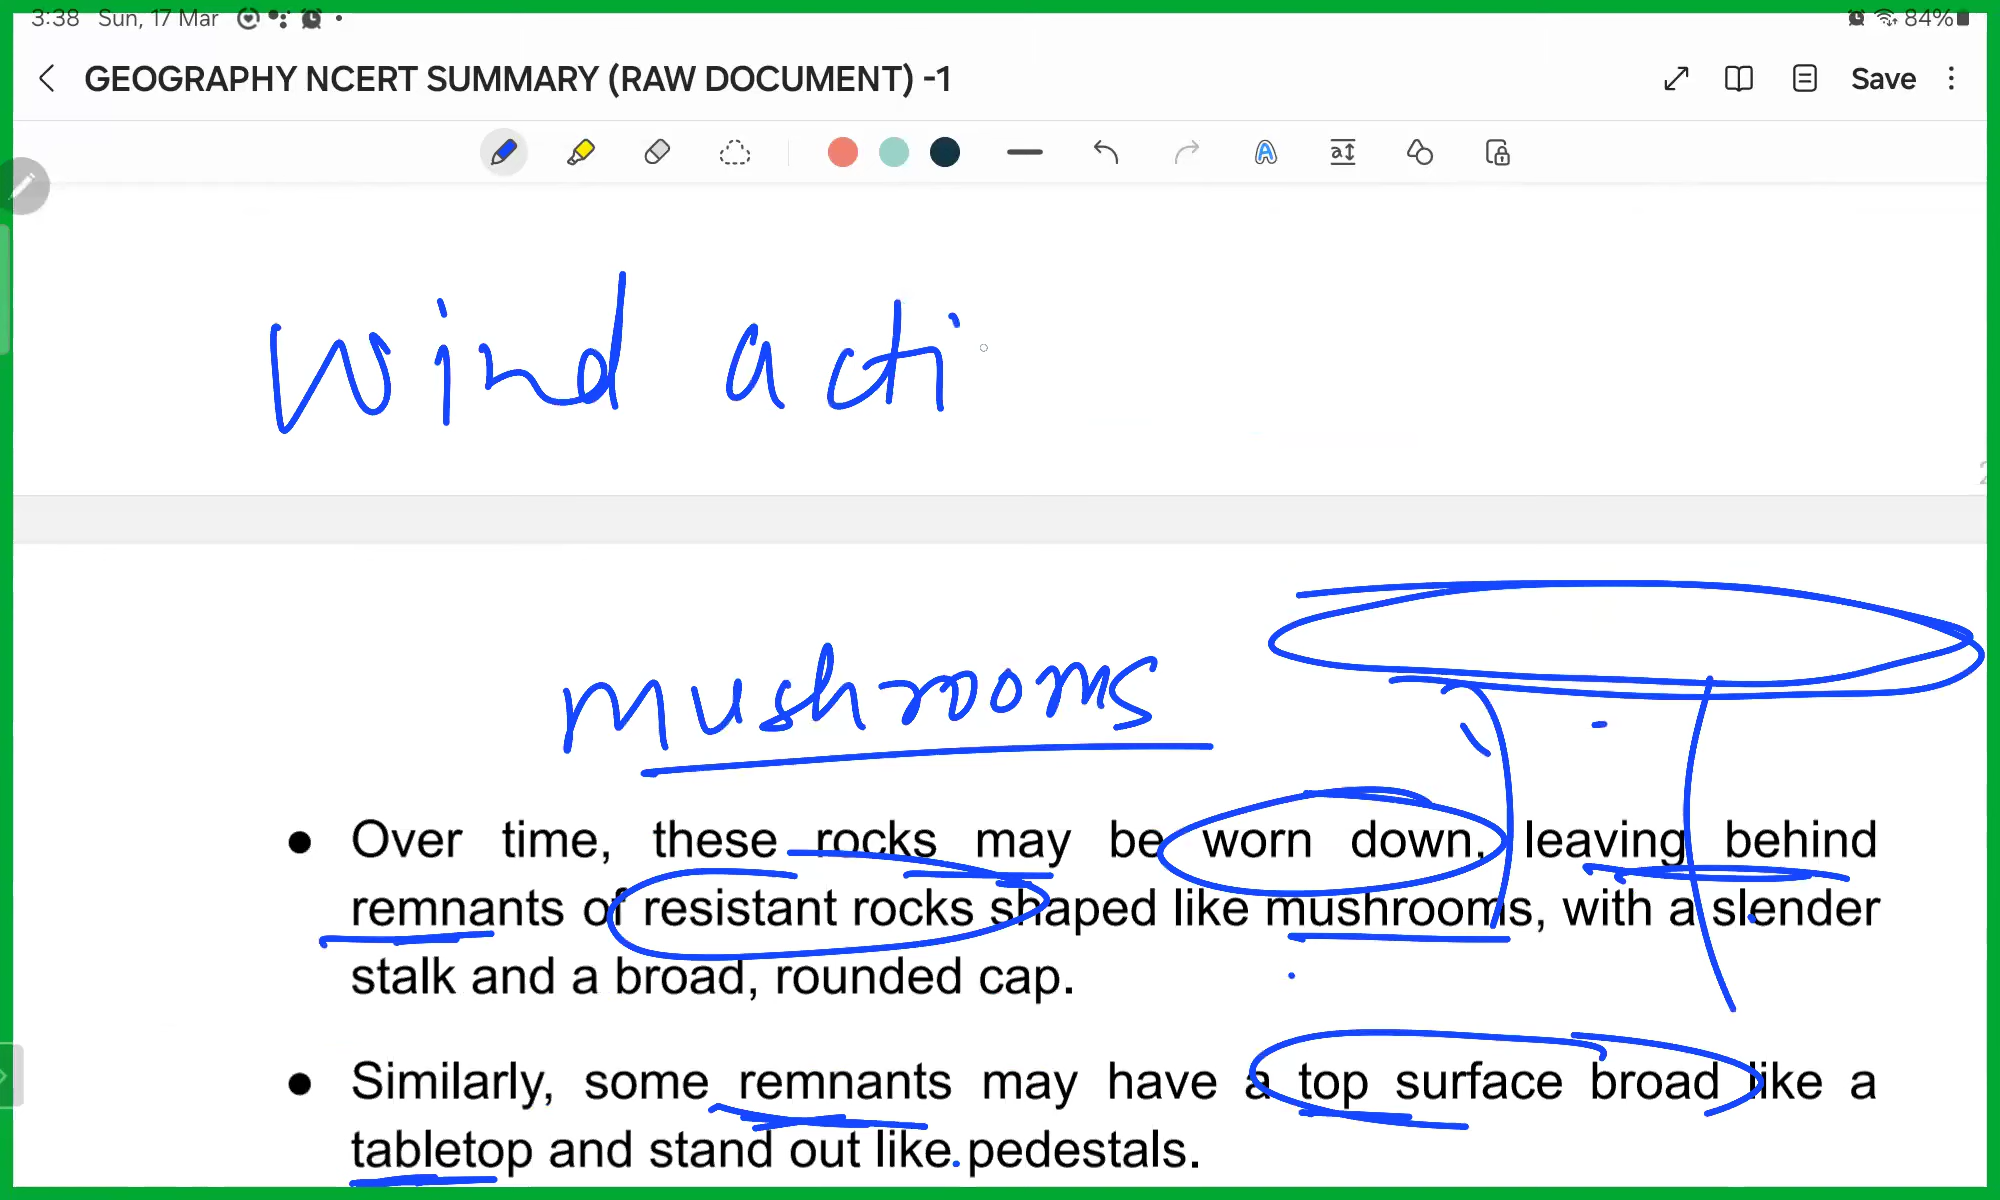 3:38 Sun, 17 Mar 84%
GEOGRAPHY NCERT SUMMARY (RAW DOCUMENT) -1 Save
wind acti
mushrooms
● Over time, these rocks may be worn down, leaving behind
remnants of resistant rocks shaped like mushrooms, with a slender
stalk and a broad, rounded cap.
● Similarly, some remnants may have a top surface broad like a
tabletop and stand out like pedestals.